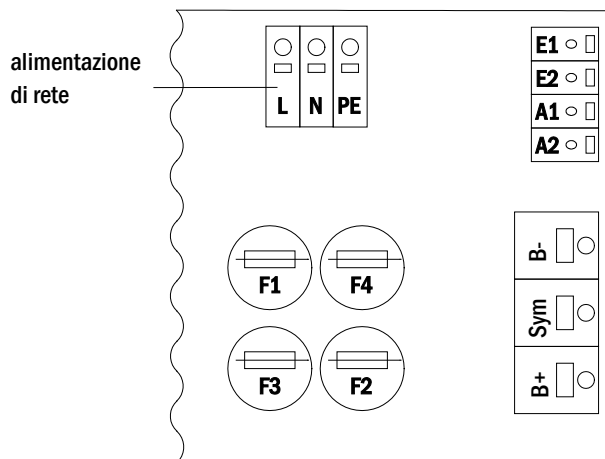 alimentazione
di rete
L N PE
E1
E2
A1
A2
F1 F4
F3 F2
B-
Sym
B+